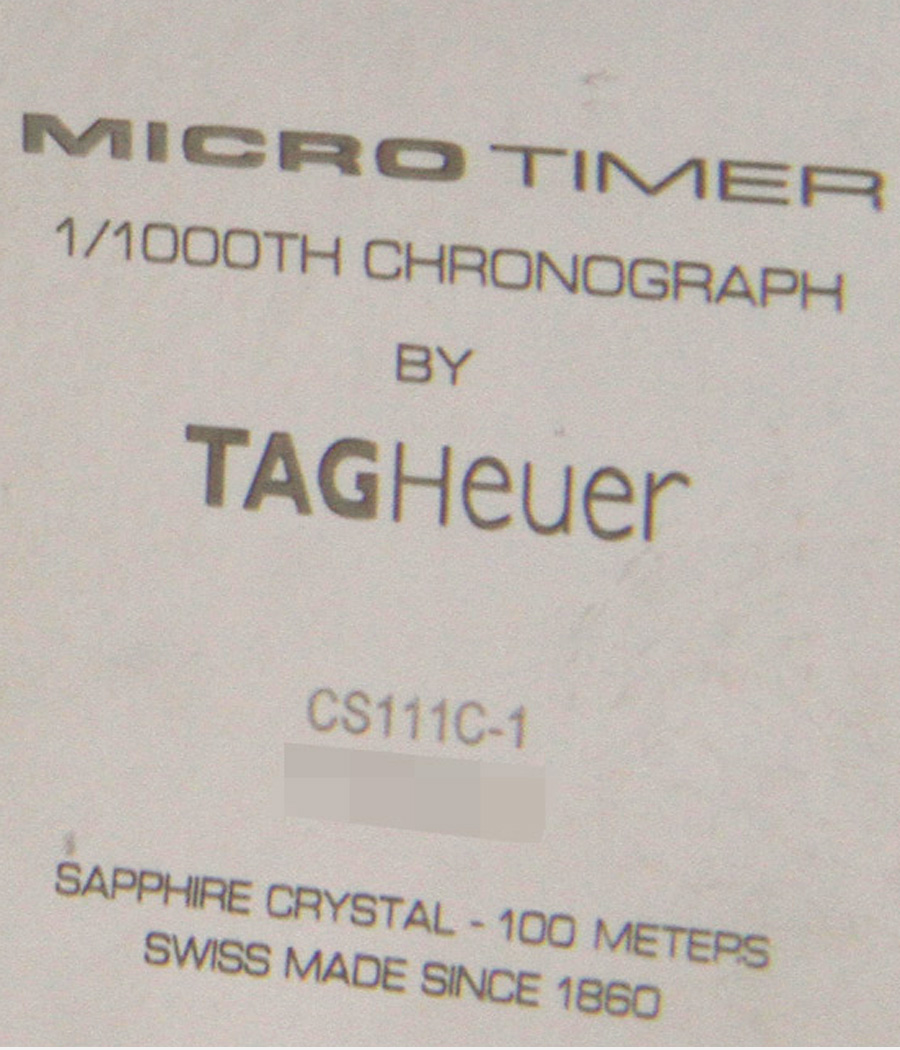 MICRO TIMER
1/1000TH CHRONOGRAPH
BY
TAGHeuer
CS111C-1
SAPPHIRE CRYSTAL - 100 METERS
SWISS MADE SINCE 1860